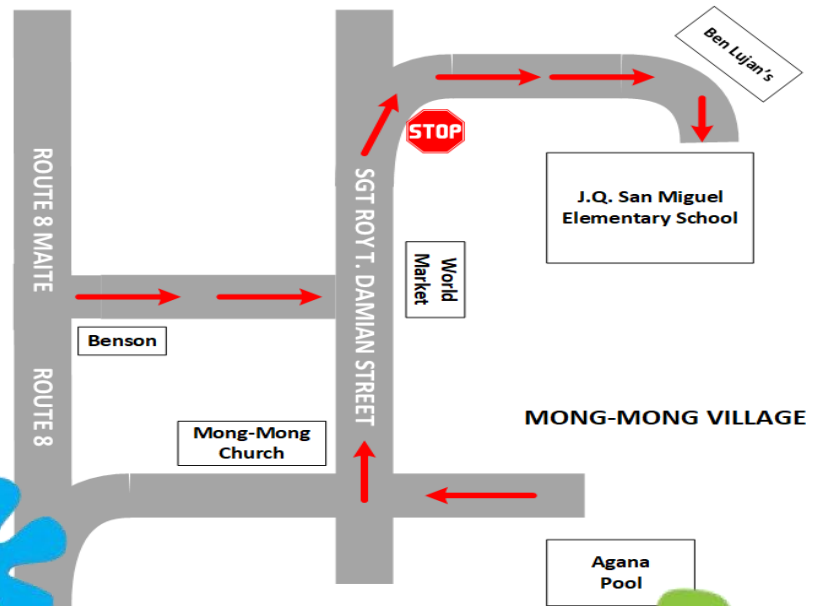 Ben Lujan's
STOP
J.Q. San Miguel
Elementary School
ROUTE 8 MAITE
SGT ROY T. DAMIAN STREET
World
Market
Benson
ROUTE 8
MONG-MONG VILLAGE
Mong-Mong
Church
Agana
Pool